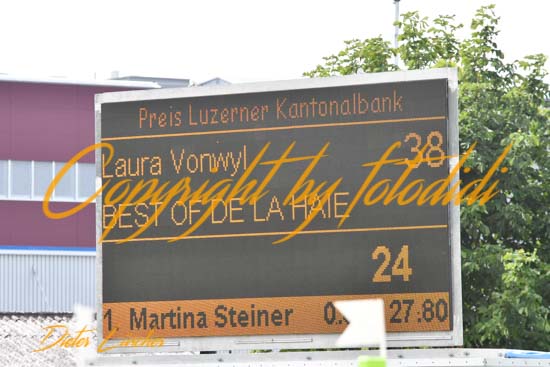 Preis Luzerner Kantonalbank
Laura Vonwyl 38
BEST OF DE LA HAIE
Copyright by fotodidi
24
1 Martina Steiner 27.80
Dieter